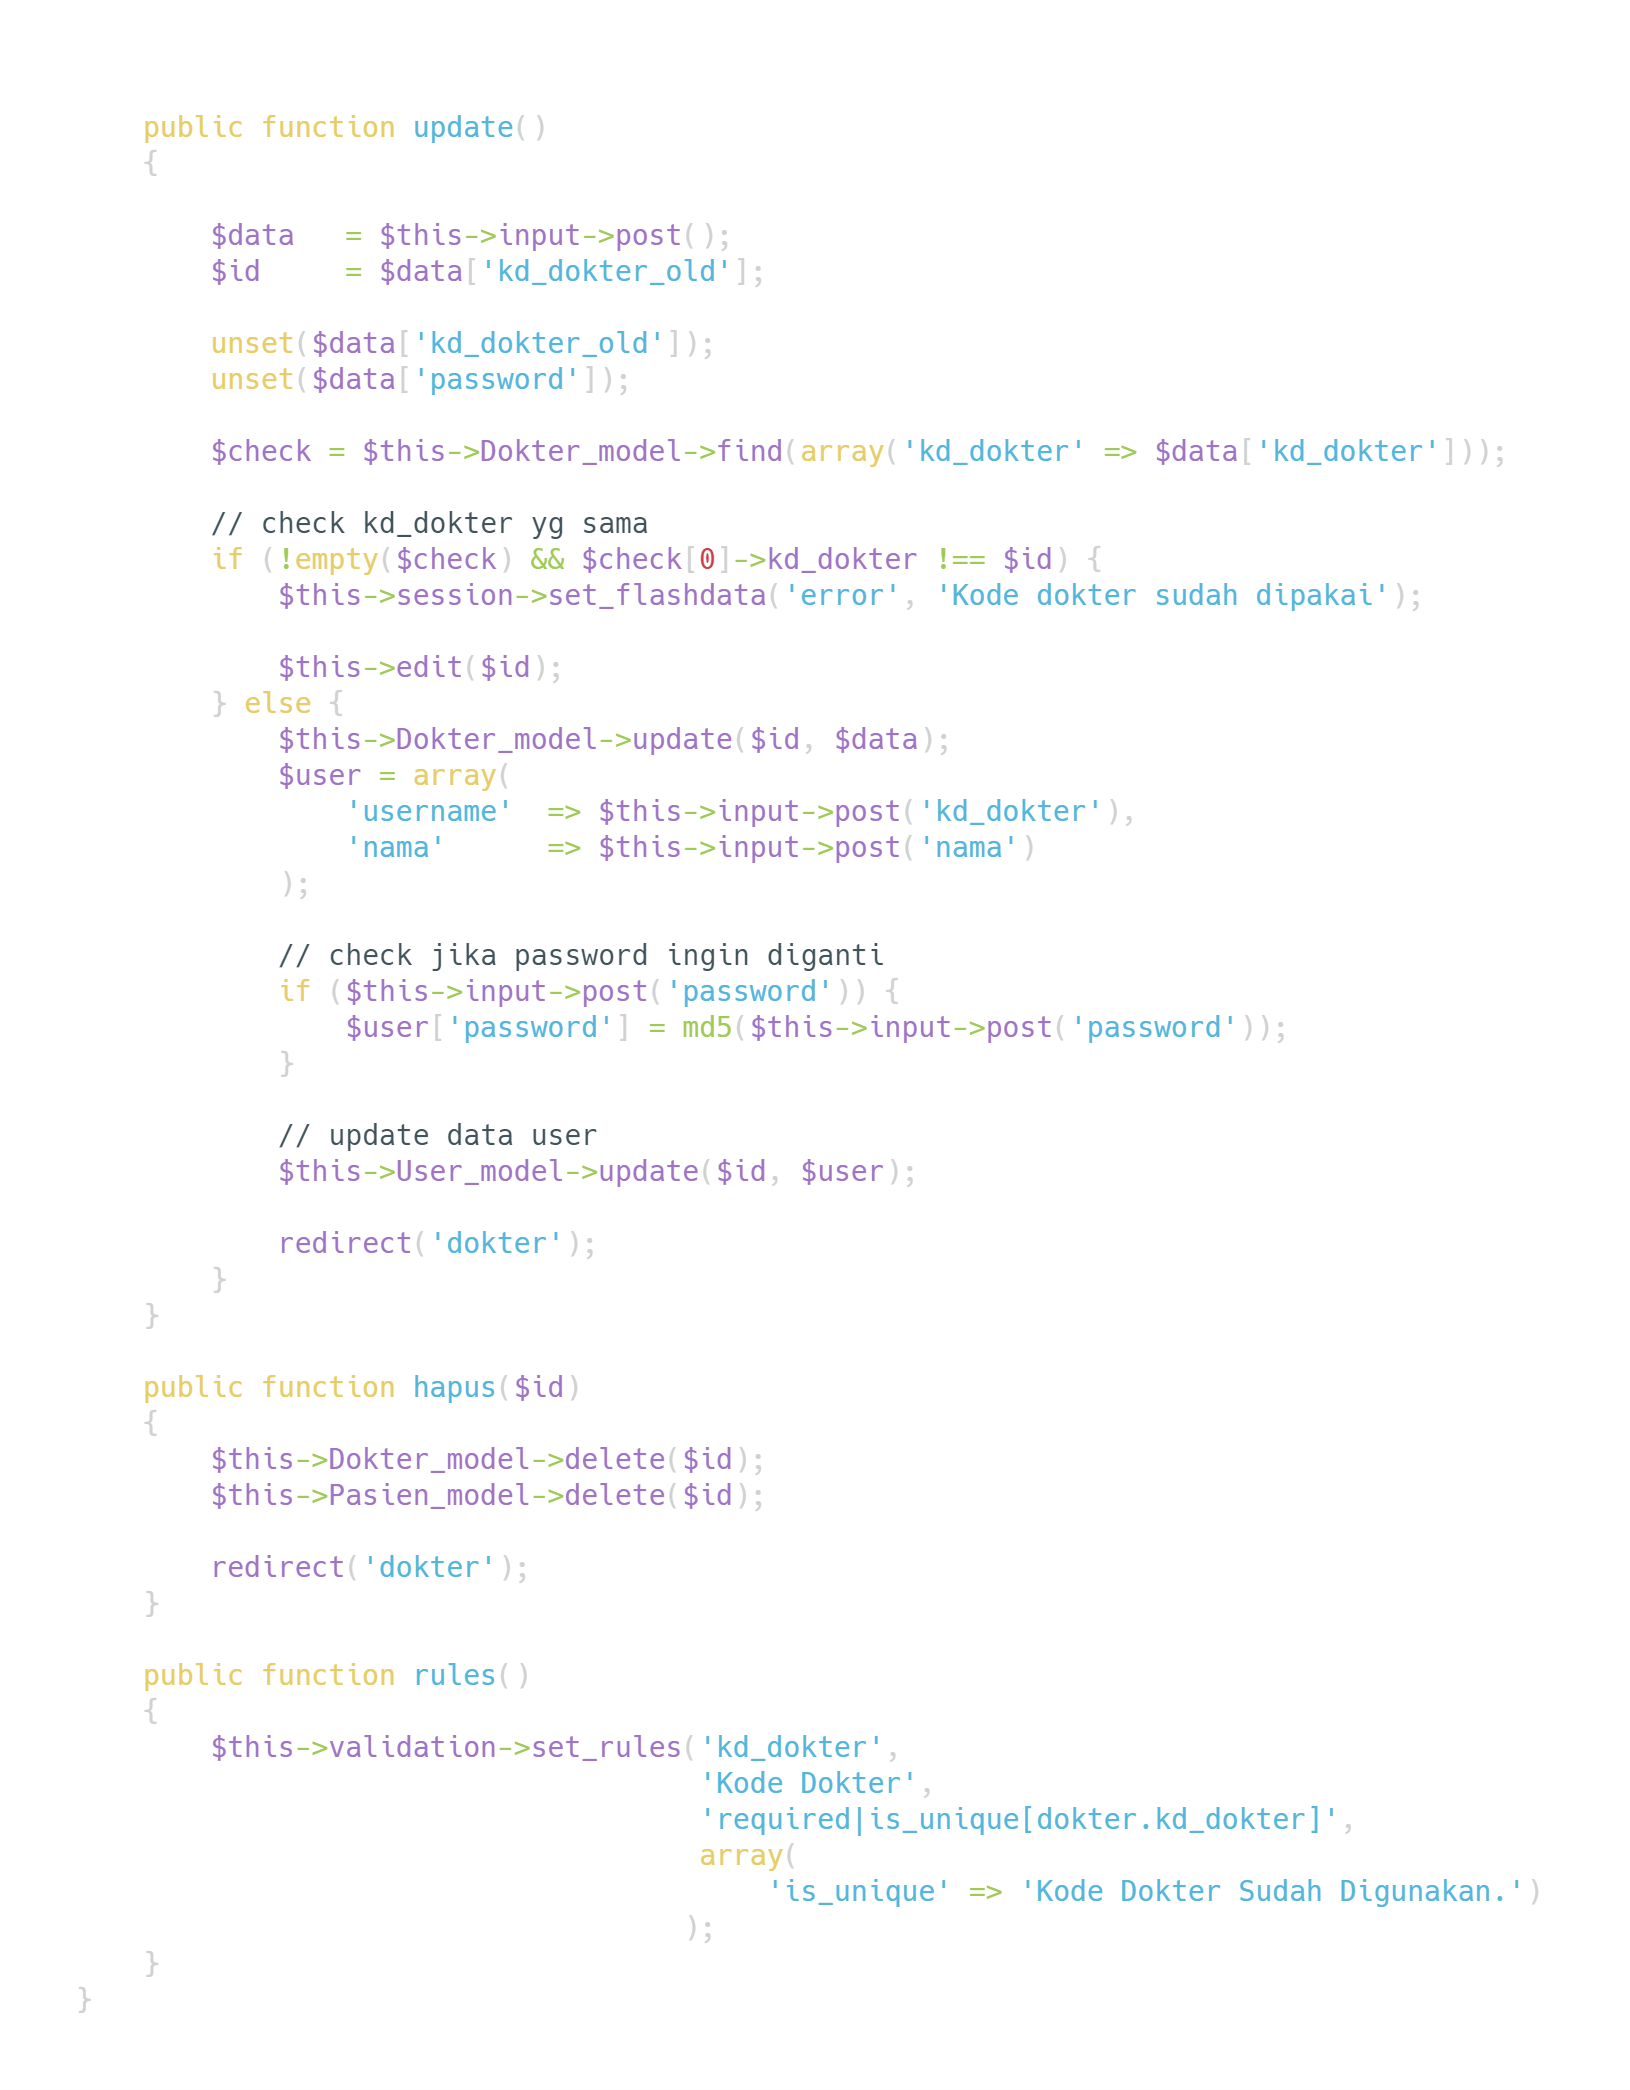 public function update()
{
$data   = $this->input->post();
$id     = $data['kd_dokter_old'];
unset($data['kd_dokter_old']);
unset($data['password']);
$check = $this->Dokter_model->find(array('kd_dokter' => $data['kd_dokter']));
// check kd_dokter yg sama
if (!empty($check) && $check[0]->kd_dokter !== $id) {
$this->session->set_flashdata('error', 'Kode dokter sudah dipakai');
$this->edit($id);
} else {
$this->Dokter_model->update($id, $data);
$user = array(
'username'  => $this->input->post('kd_dokter'),
'nama'      => $this->input->post('nama')
);
// check jika password ingin diganti
if ($this->input->post('password')) {
$user['password'] = md5($this->input->post('password'));
}
// update data user
$this->User_model->update($id, $user);
redirect('dokter');
}
}
public function hapus($id)
{
$this->Dokter_model->delete($id);
$this->Pasien_model->delete($id);
redirect('dokter');
}
public function rules()
{
$this->validation->set_rules('kd_dokter',
'Kode Dokter',
'required|is_unique[dokter.kd_dokter]',
array(
'is_unique' => 'Kode Dokter Sudah Digunakan.')
);
}
}